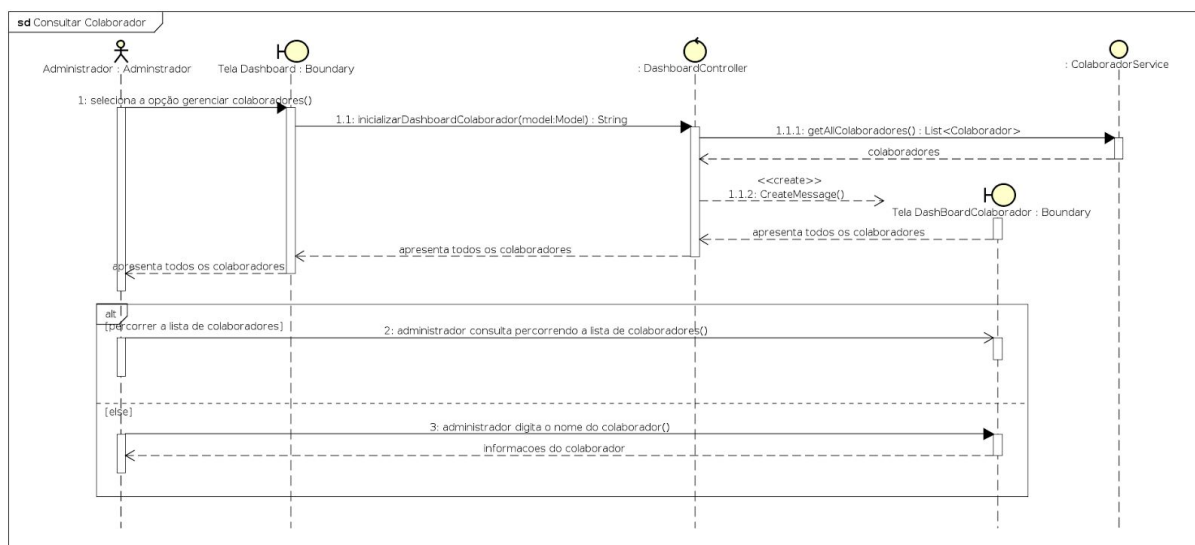 sd Consultar Colaborador
Administrador : Adminstrador
Tela Dashboard : Boundary
: DashboardController
: ColaboradorService
1: seleciona a opção gerenciar colaboradores()
1.1: inicializarDashboardColaborador(model:Model) : String
1.1.1: getAllColaboradores() : List<Colaborador>
colaboradores
<<create>>
1.1.2: CreateMessage()
Tela DashBoardColaborador : Boundary
apresenta todos os colaboradores
apresenta todos os colaboradores
apresenta todos os colaboradores
alt
[percorrer a lista de colaboradores]
2: administrador consulta percorrendo a lista de colaboradores()
[else]
3: administrador digita o nome do colaborador()
informacoes do colaborador